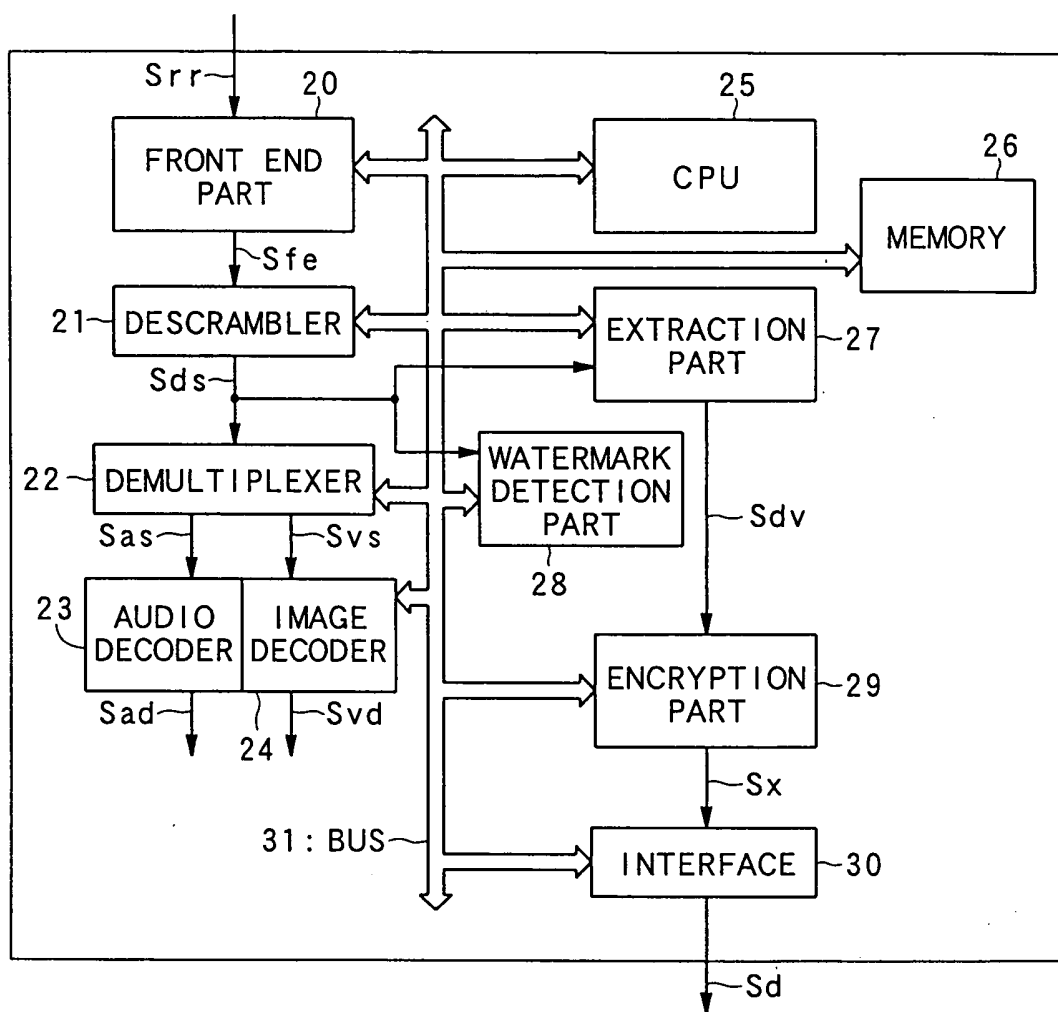 Srr
20
FRONT END
PART
25
CPU
26
MEMORY
Sfe
21
DESCRAMBLER
EXTRACTION
PART
27
Sds
22
DEMULTIPLEXER
WATERMARK
DETECTION
PART
28
Sdv
Sas
Svs
23
AUDIO
DECODER
IMAGE
DECODER
24
ENCRYPTION
PART
29
Sad
Svd
Sx
31: BUS
INTERFACE
30
Sd